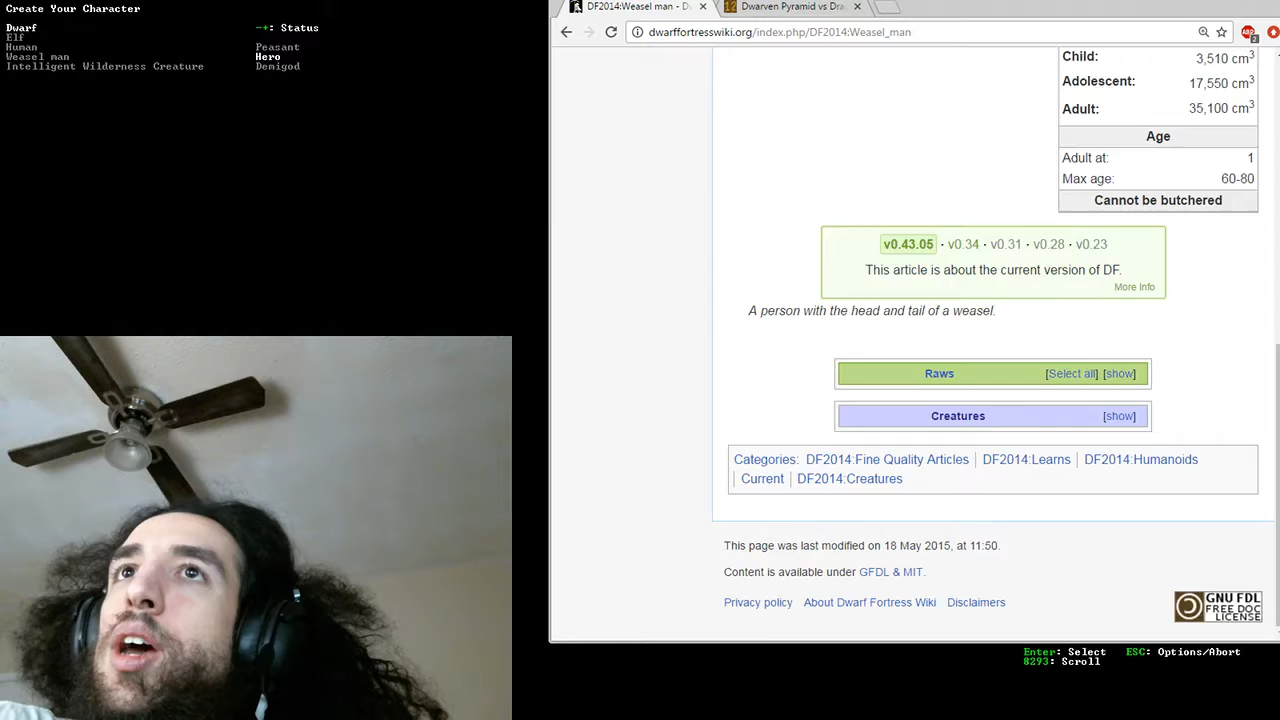 Create Your Character
Dwarf
Elf
Human
Weasel man
Intelligent Wilderness Creature
-+: Status
Peasant
Hero
Demigod
DF2014:Weasel man - D
Dwarven Pyramid vs Dra
dwarffortresswiki.org/index.php/DF2014:Weasel_man
Child: 3,510 cm3
Adolescent: 17,550 cm3
Adult: 35,100 cm3
Age
Adult at: 1
Max age: 60-80
Cannot be butchered
v0.43.05 · v0.34 · v0.31 · v0.28 · v0.23
This article is about the current version of DF.
More Info
A person with the head and tail of a weasel.
Raws [Select all] [show]
Creatures [show]
Categories: DF2014:Fine Quality Articles | DF2014:Learns | DF2014:Humanoids
| Current | DF2014:Creatures
This page was last modified on 18 May 2015, at 11:50.
Content is available under GFDL & MIT.
Privacy policy About Dwarf Fortress Wiki Disclaimers
GNU FDL
FREE DOC
LICENSE
Enter: Select ESC: Options/Abort
8293: Scroll